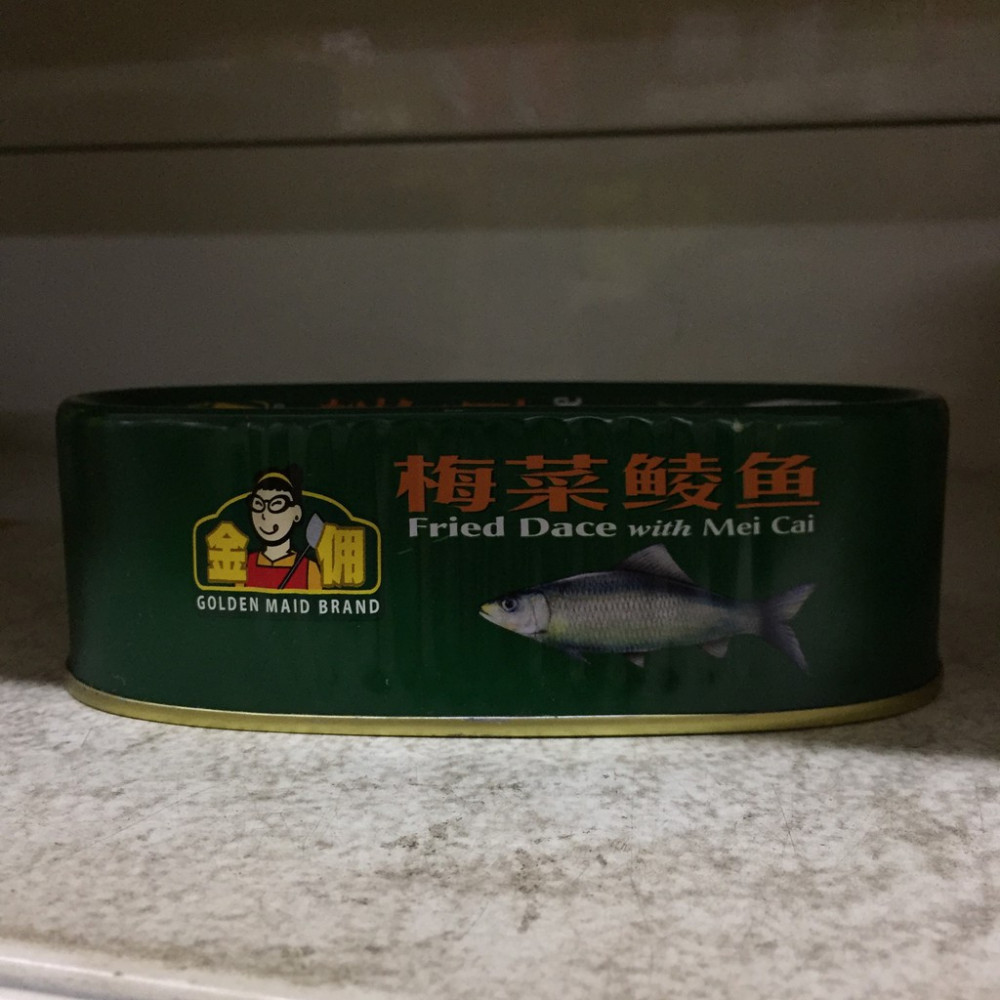 金佣
GOLDEN MAID BRAND
梅菜鲮鱼
Fried Dace with Mei Cai